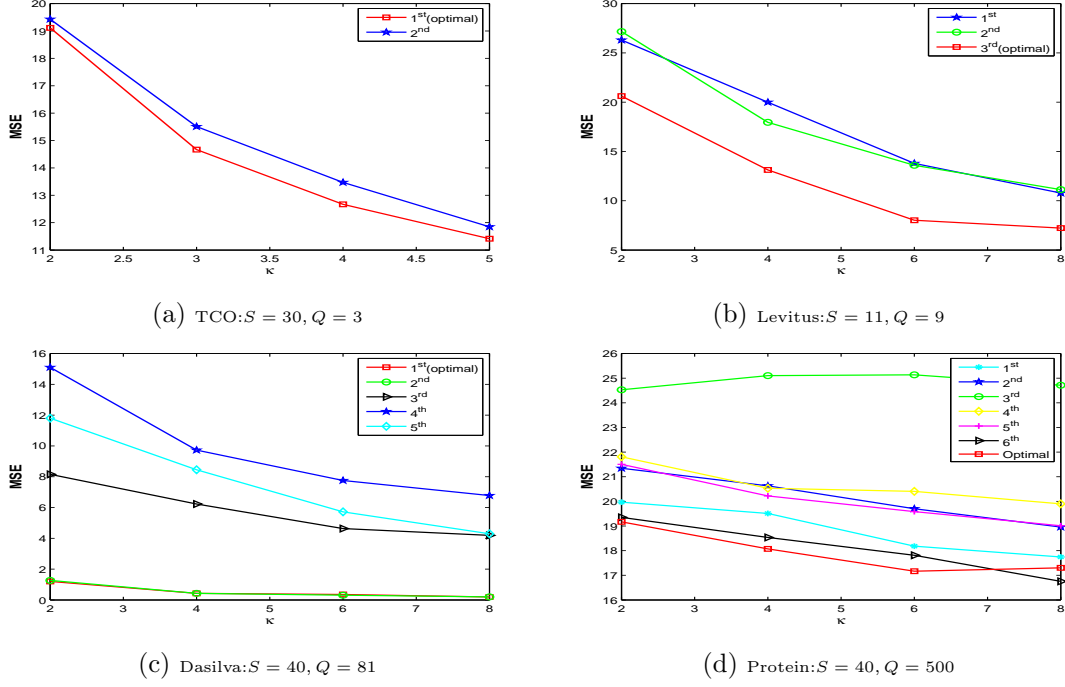 20
19
18
17
16
15
14
13
12
11
MSE
2
2.5
3
3.5
4
4.5
5
κ
1st(optimal)
2nd
(a) TCO:S = 30, Q = 3
30
25
20
15
10
5
MSE
2
3
4
5
6
7
8
κ
1st
2nd
3rd(optimal)
(b) Levitus:S = 11, Q = 9
16
14
12
10
8
6
4
2
0
MSE
2
3
4
5
6
7
8
κ
1st(optimal)
2nd
3rd
4th
5th
(c) Dasilva:S = 40, Q = 81
26
25
24
23
22
21
20
19
18
17
16
MSE
2
3
4
5
6
7
8
κ
1st
2nd
3rd
4th
5th
6th
Optimal
(d) Protein:S = 40, Q = 500